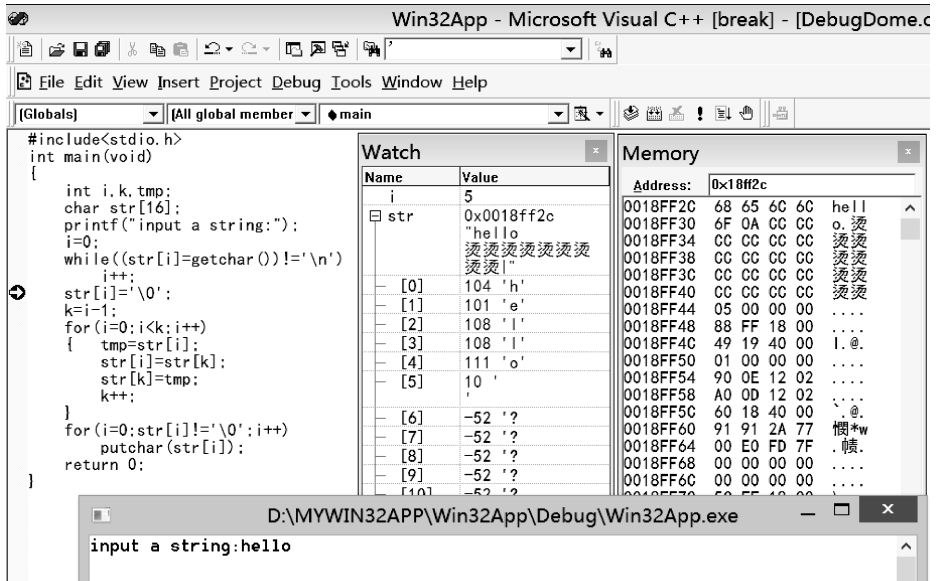 Win32App - Microsoft Visual C++ [break] - [DebugDome.c
File Edit View Insert Project Debug Tools Window Help
(Globals) (All global member main
#include<stdio.h>
int main(void)
{
int i,k,tmp;
char str[16];
printf("input a string:");
i=0;
while((str[i]=getchar())!='\n')
i++;
str[i]='\0';
k=i-1;
for(i=0;i<k;i++)
{ tmp=str[i];
str[i]=str[k];
str[k]=tmp;
k++;
}
for(i=0;str[i]!='\0';i++)
putchar(str[i]);
return 0;
}
Watch
Name Value
i 5
str 0x0018ff2c
"hello
烫烫烫烫烫烫烫
烫烫|"
[0] 104 'h'
[1] 101 'e'
[2] 108 'l'
[3] 108 'l'
[4] 111 'o'
[5] 10 '
'
[6] -52 '?
[7] -52 '?
[8] -52 '?
[9] -52 '?
[10] -52 '?
Memory
Address: 0x18ff2c
0018FF2C 68 65 6C 6C hell
0018FF30 6F 0A CC CC o.烫
0018FF34 CC CC CC CC 烫烫
0018FF38 CC CC CC CC 烫烫
0018FF3C CC CC CC CC 烫烫
0018FF40 CC CC CC CC 烫烫
0018FF44 05 00 00 00 ....
0018FF48 88 FF 18 00 ....
0018FF4C 49 19 40 00 I.@.
0018FF50 01 00 00 00 ....
0018FF54 90 0E 12 02 ....
0018FF58 A0 0D 12 02 ....
0018FF5C 60 18 40 00 `.@.
0018FF60 91 91 2A 77 憫*w
0018FF64 00 E0 FD 7F .帻.
0018FF68 00 00 00 00 ....
0018FF6C 00 00 00 00 ....
D:\MYWIN32APP\Win32App\Debug\Win32App.exe
input a string:hello